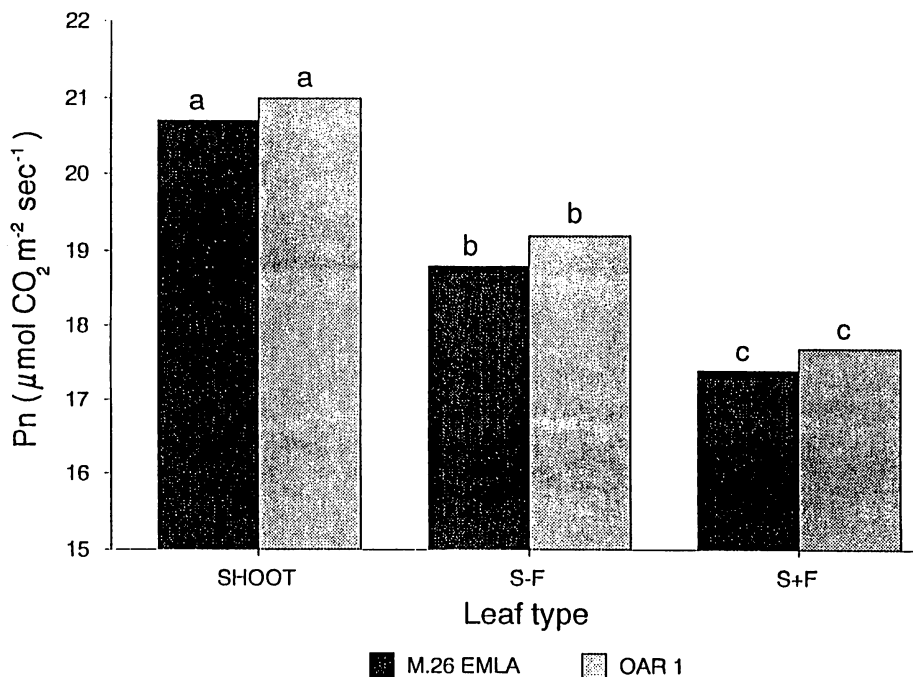 22
21
20
19
18
17
16
15
Pn (μmol CO₂ m⁻² sec⁻¹)
a
a
b
b
c
c
SHOOT
S-F
S+F
Leaf type
M.26 EMLA
OAR 1